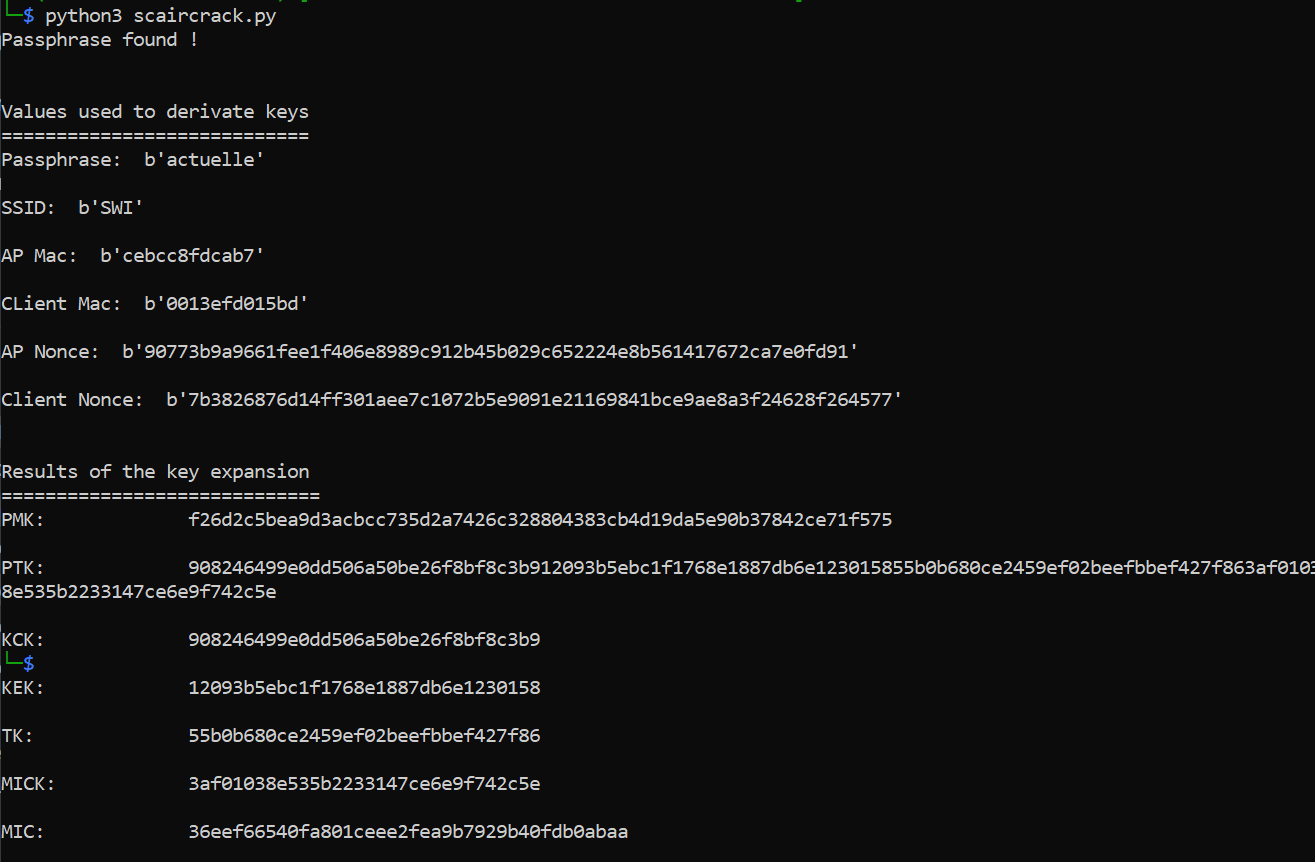 └─$ python3 scaircrack.py
Passphrase found !
Values used to derivate keys
============================
Passphrase:  b'actuelle'
SSID:  b'SWI'
AP Mac:  b'cebcc8fdcab7'
CLient Mac:  b'0013efd015bd'
AP Nonce:  b'90773b9a9661fee1f406e8989c912b45b029c652224e8b561417672ca7e0fd91'
Client Nonce:  b'7b3826876d14ff301aee7c1072b5e9091e21169841bce9ae8a3f24628f264577'
Results of the key expansion
=============================
PMK:             f26d2c5bea9d3acbcc735d2a7426c328804383cb4d19da5e90b37842ce71f575
PTK:             908246499e0dd506a50be26f8bf8c3b912093b5ebc1f1768e1887db6e123015855b0b680ce2459ef02beefbbef427f863af0103
8e535b2233147ce6e9f742c5e
KCK:             908246499e0dd506a50be26f8bf8c3b9
└─$
KEK:             12093b5ebc1f1768e1887db6e1230158
TK:              55b0b680ce2459ef02beefbbef427f86
MICK:            3af01038e535b2233147ce6e9f742c5e
MIC:             36eef66540fa801ceee2fea9b7929b40fdb0abaa